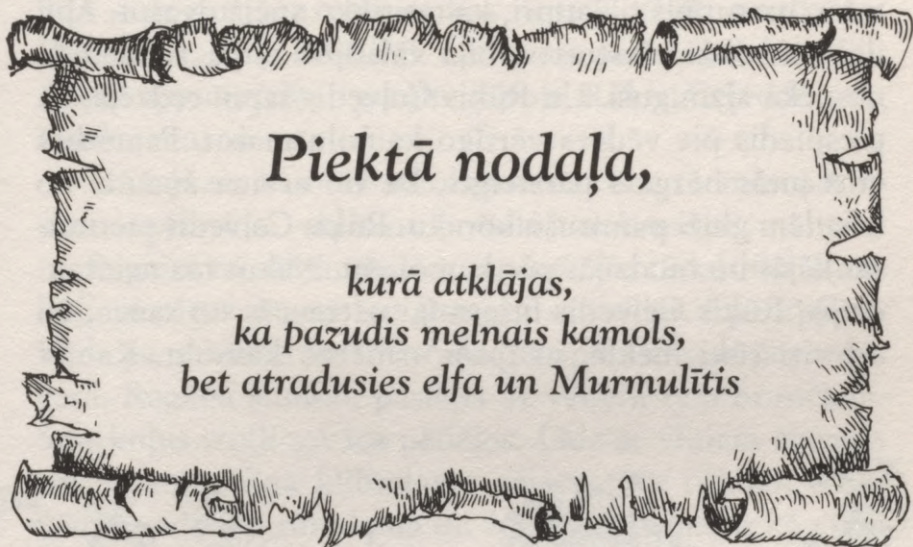 Piektā nodaļa,
kurā atklājas,
ka pazudis melnais kamols,
bet atradusies elfa un Murmulītis